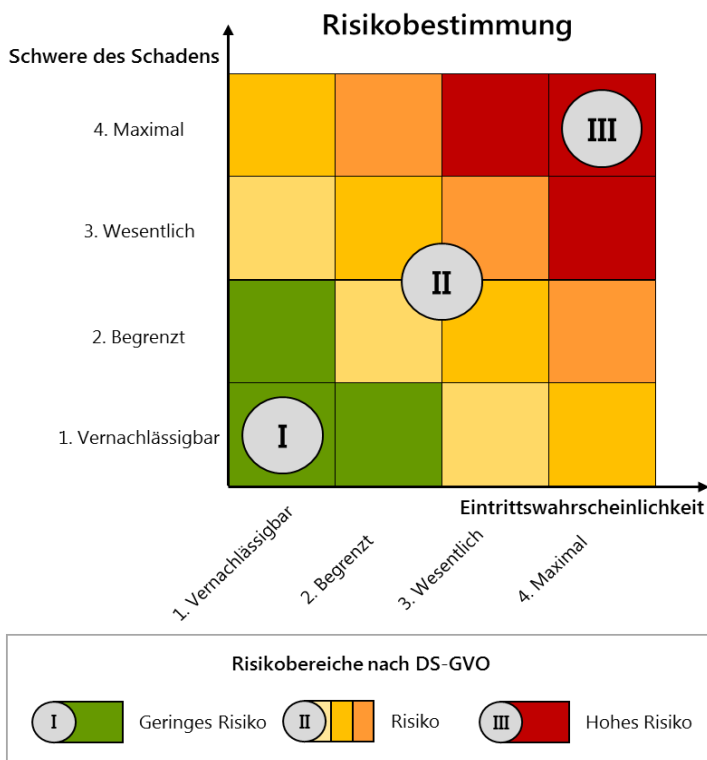 Risikobestimmung
Schwere des Schadens
4. Maximal
III
3. Wesentlich
II
2. Begrenzt
1. Vernachlässigbar
I
Eintrittswahrscheinlichkeit
1. Vernachlässigbar
2. Begrenzt
3. Wesentlich
4. Maximal
Risikobereiche nach DS-GVO
I Geringes Risiko II Risiko III Hohes Risiko